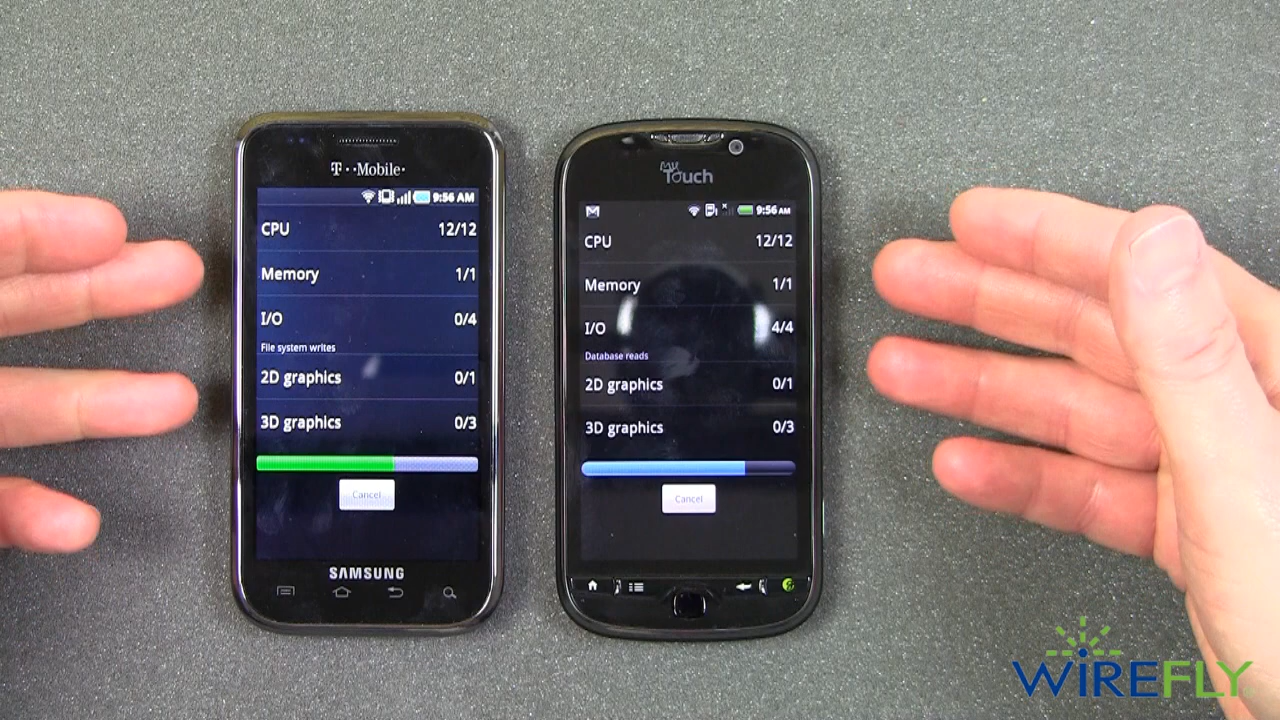 T··Mobile·
9:56 AM
CPU 12/12
Memory 1/1
I/O 0/4
File system writes
2D graphics 0/1
3D graphics 0/3
Cancel
SAMSUNG
my
Touch
9:56 AM
CPU 12/12
Memory 1/1
I/O 4/4
Database reads
2D graphics 0/1
3D graphics 0/3
Cancel
WIREFLY